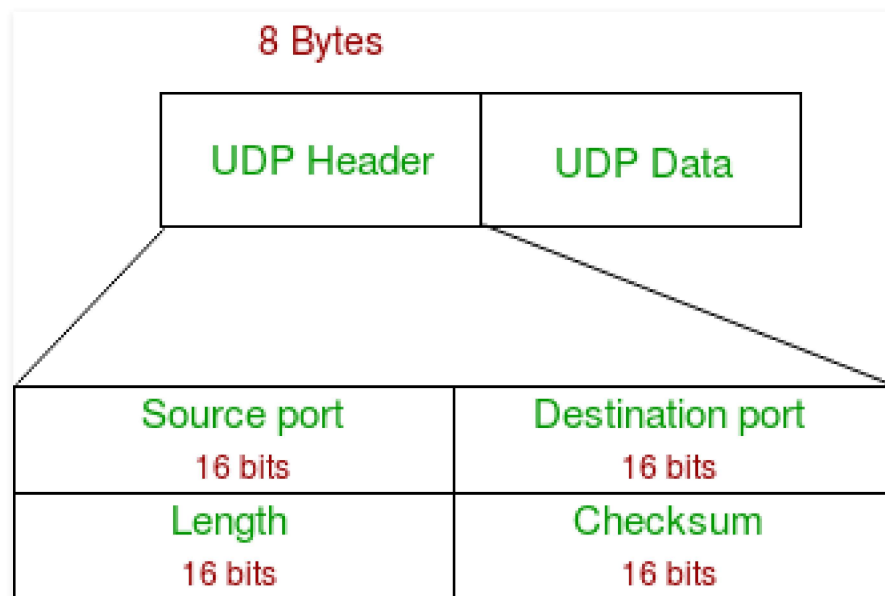 8 Bytes
UDP Header
UDP Data
Source port
16 bits
Destination port
16 bits
Length
16 bits
Checksum
16 bits